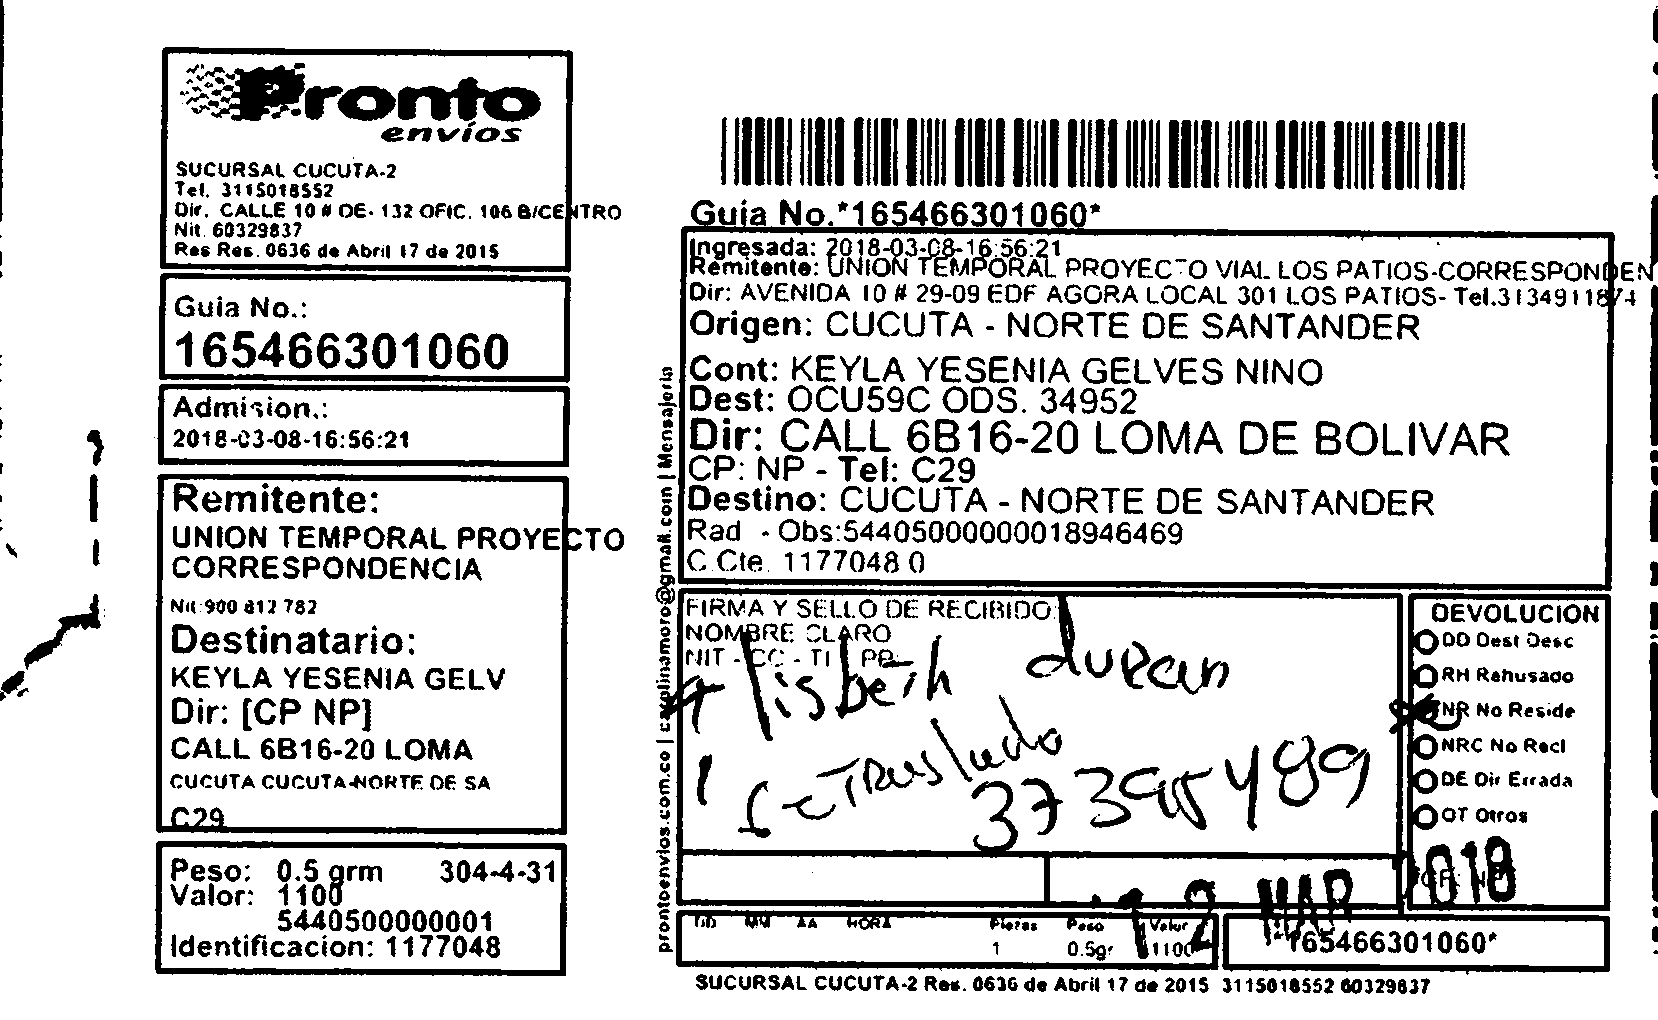 Pronto
envíos
SUCURSAL CUCUTA-2
Tel. 3115018552
Dir. CALLE 10 # OE- 132 OFIC. 106 B/CENTRO
Nit. 60329837
Res Res. 0636 de Abril 17 de 2015
Guia No.:
165466301060
Admision.:
2018-03-08-16:56:21
Remitente:
UNION TEMPORAL PROYECTO
CORRESPONDENCIA
Nit:900 812 782
Destinatario:
KEYLA YESENIA GELV
Dir: [CP NP]
CALL 6B16-20 LOMA
CUCUTA CUCUTA-NORTE DE SA
C29
Peso: 0.5 grm 304-4-31
Valor: 1100
5440500000001
Identificacion: 1177048
prontoenvios.com.co | carolinamoro@gmail.com | Mensajeria
Guia No.*165466301060*
Ingresada: 2018-03-08-16:56:21
Remitente: UNION TEMPORAL PROYECTO VIAL LOS PATIOS-CORRESPONDEN
Dir: AVENIDA 10 # 29-09 EDF AGORA LOCAL 301 LOS PATIOS- Tel.3134911874
Origen: CUCUTA - NORTE DE SANTANDER
Cont: KEYLA YESENIA GELVES NINO
Dest: OCU59C ODS. 34952
Dir: CALL 6B16-20 LOMA DE BOLIVAR
CP: NP - Tel: C29
Destino: CUCUTA - NORTE DE SANTANDER
Rad - Obs:544050000000018946469
C.Cte. 1177048 0
FIRMA Y SELLO DE RECIBIDO:
NOMBRE CLARO
NIT - CC - TI - PP
lisbeth duran
se Traslado
37395489
DEVOLUCION
DD Dest Desc
RH Rehusado
NR No Reside
NRC No Recl
DE Dir Errada
OT Otros
12 MAR 2018
DD MM AA HORA Piezas Peso Valor
1 0.5gr 1100
*165466301060*
SUCURSAL CUCUTA-2 Res. 0636 de Abril 17 de 2015 3115018552 60329837